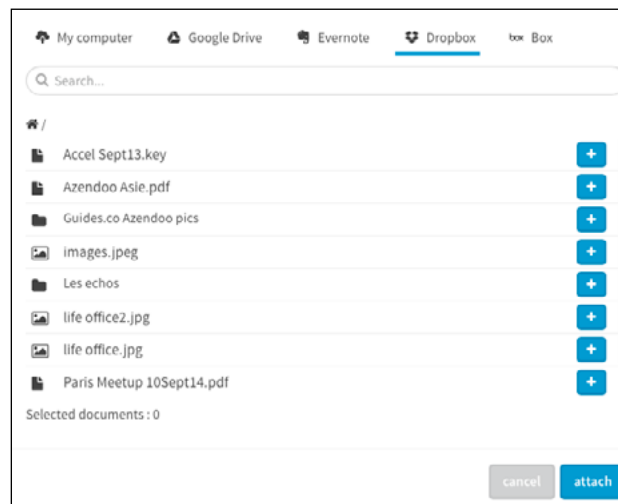 My computer Google Drive Evernote Dropbox box Box
Search...
/
Accel Sept13.key
Azendoo Asie.pdf
Guides.co Azendoo pics
images.jpeg
Les echos
life office2.jpg
life office.jpg
Paris Meetup 10Sept14.pdf
Selected documents : 0
cancel attach